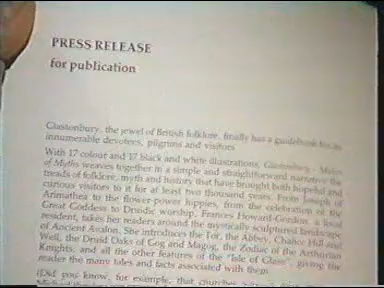 PRESS RELEASE
for publication
Glastonbury, the jewel of British folklore, finally has a guidebook for its
innumerable devotees, pilgrims and visitors
With 17 colour and 17 black and white illustrations, Glastonbury - Maker
of Myths weaves together in a simple and straightforward narrative the
treads of folklore, myth and history that have brought both hopeful and
curious visitors to it for at least two thousand years. From Joseph of
Arimathea to the flower-power hippies, from the celebration of the
Great Goddess to Druidic worship, Frances Howard-Gordon, a local
resident, takes her readers around the mystically sculptured landscape
of Ancient Avalon. She introduces the Tor, the Abbey, Chalice Hill and
Well, the Druid Oaks of Gog and Magog, the Zodiac of the Arthurian
Knights, and all the other features of the "Isle of Glass", giving the
reader the many tales and facts associated with them
(Did you know, for example, that churches